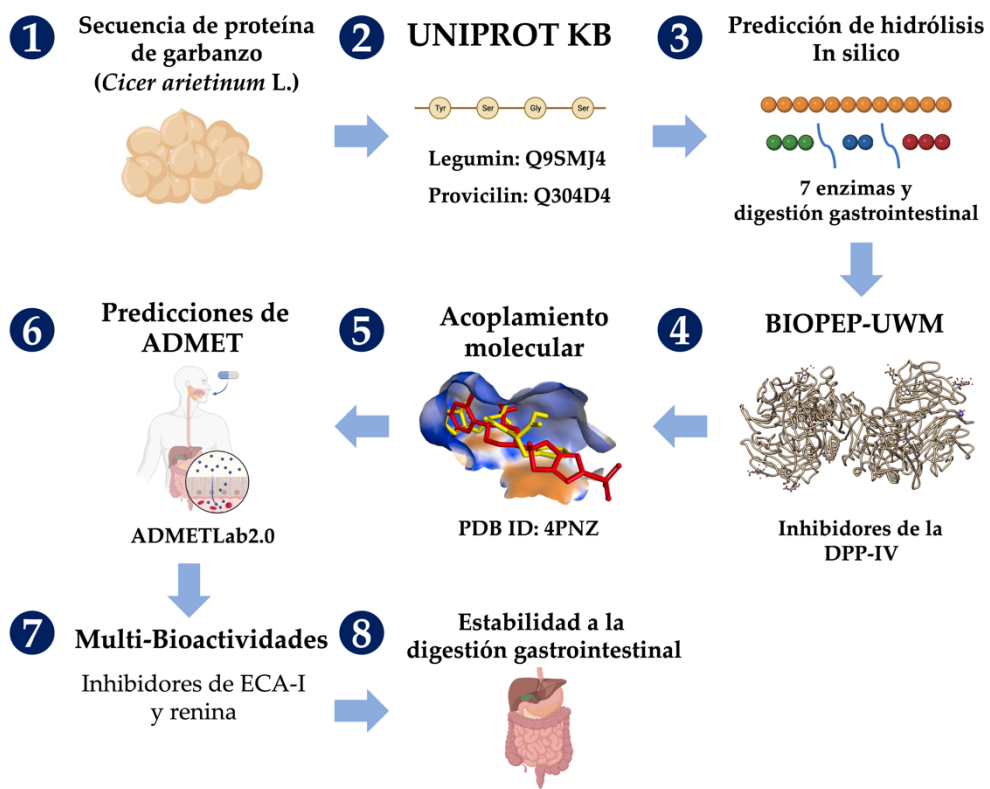 1
Secuencia de proteína
de garbanzo
(Cicer arietinum L.)
2
UNIPROT KB
Tyr
Ser
Gly
Ser
Legumin: Q9SMJ4
Provicilin: Q304D4
3
Predicción de hidrólisis
In silico
7 enzimas y
digestión gastrointestinal
4
BIOPEP-UWM
Inhibidores de la
DPP-IV
5
Acoplamiento
molecular
PDB ID: 4PNZ
6
Predicciones de
ADMET
ADMETLab2.0
7
Multi-Bioactividades
Inhibidores de ECA-I
y renina
8
Estabilidad a la
digestión gastrointestinal